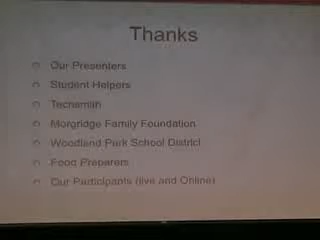 Thanks
Our Presenters
Student Helpers
Tecnaman
Morgridge Family Foundation
Woodland Park School District
Food Preparers
Our Participants (live and Online)